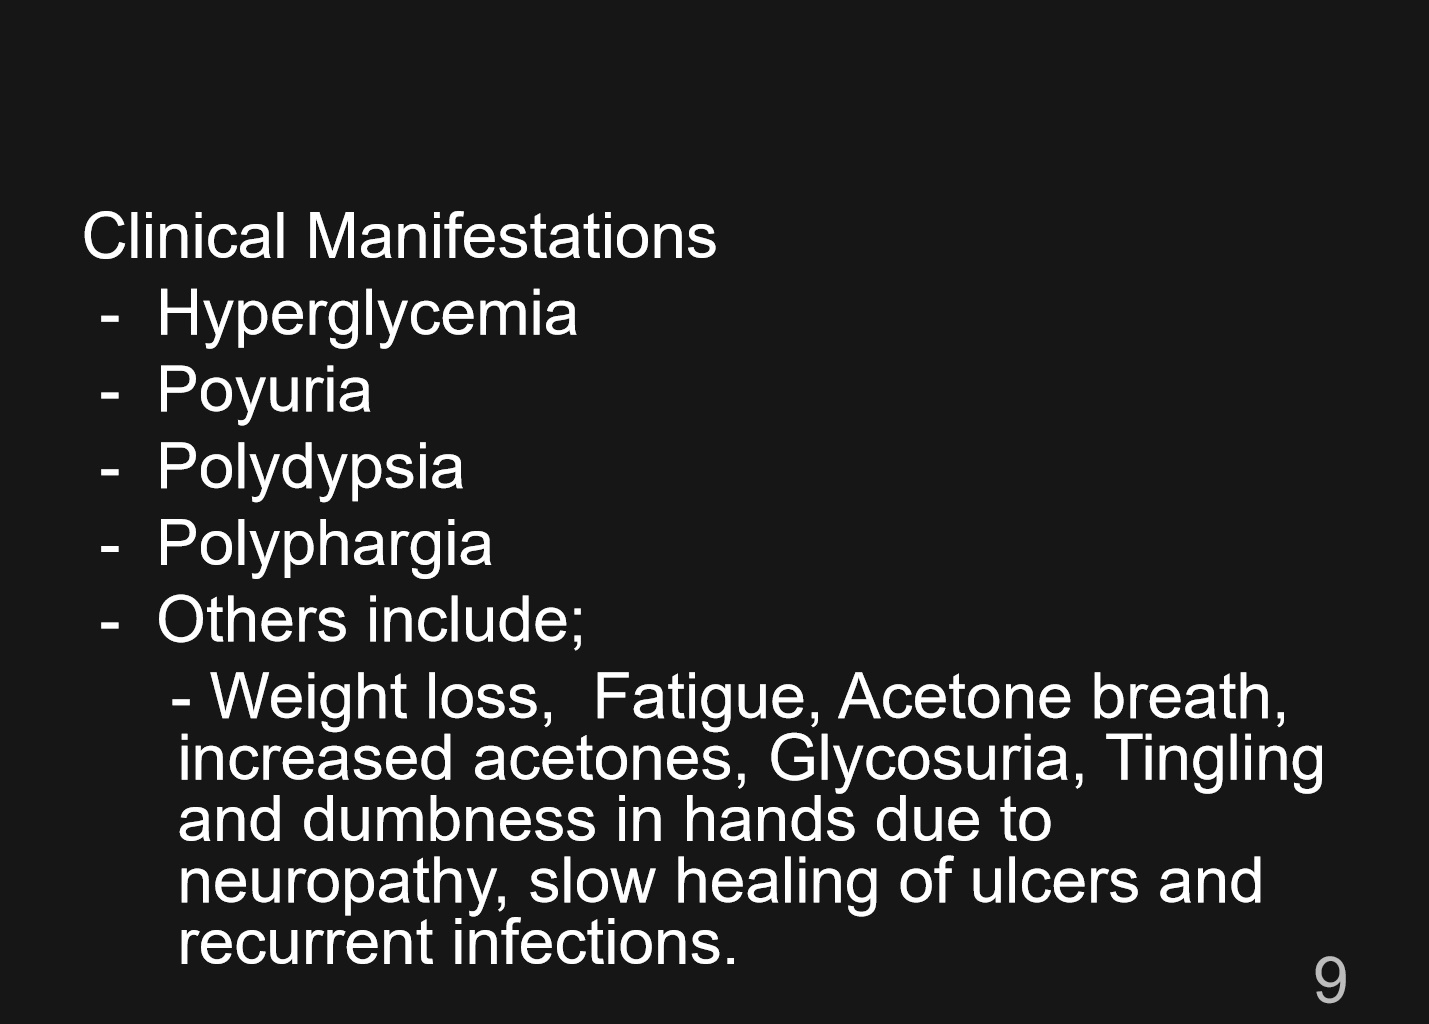 Clinical Manifestations
- Hyperglycemia
- Poyuria
- Polydypsia
- Polyphargia
- Others include;
- Weight loss,  Fatigue, Acetone breath,
increased acetones, Glycosuria, Tingling
and dumbness in hands due to
neuropathy, slow healing of ulcers and
recurrent infections.
9